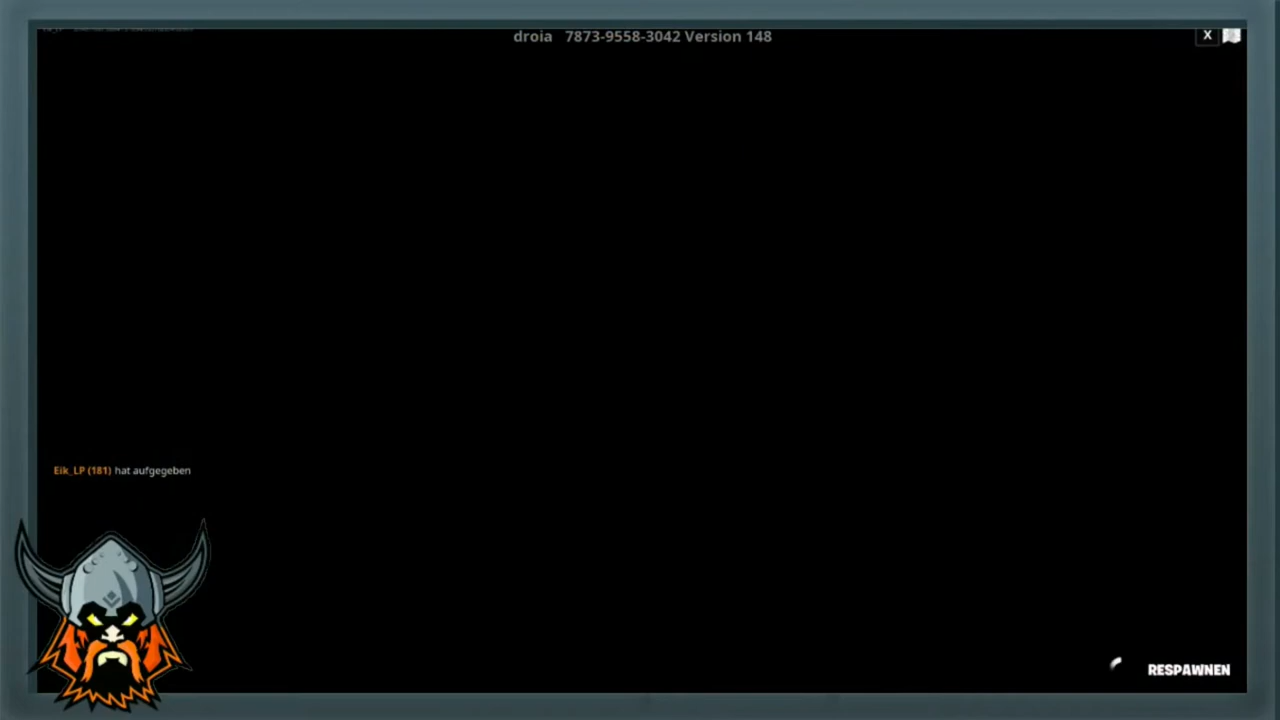 droia 7873-9558-3042 Version 148
X
Eik_LP (181) hat aufgegeben
RESPAWNEN